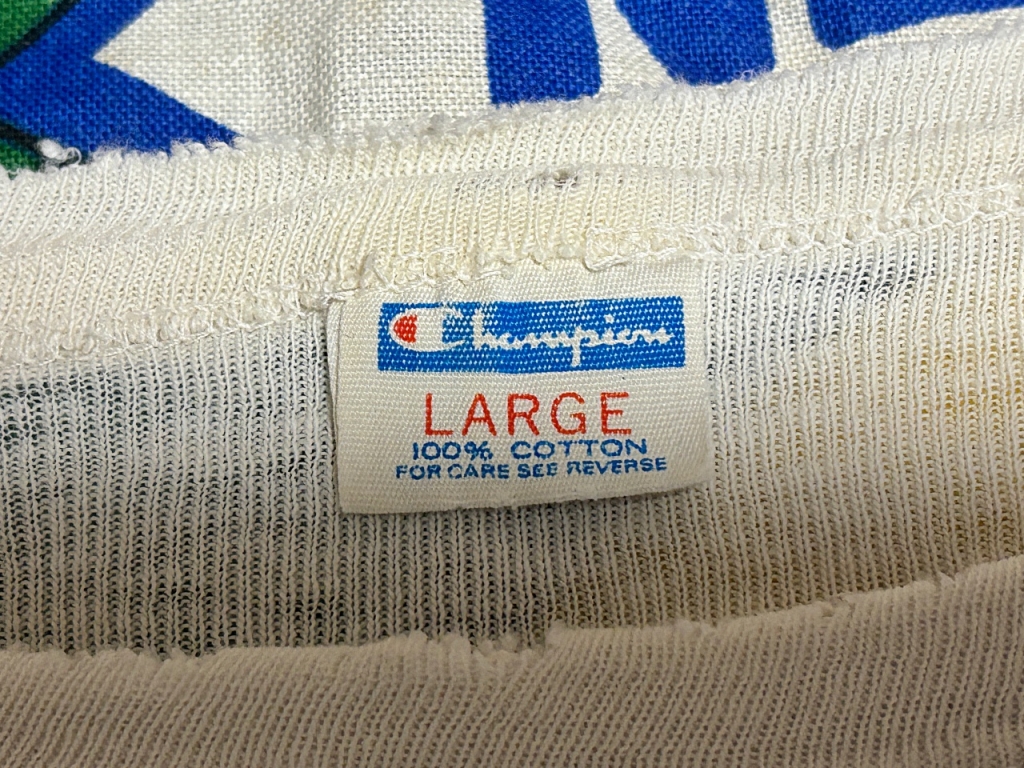 Champion
LARGE
100% COTTON
FOR CARE SEE REVERSE